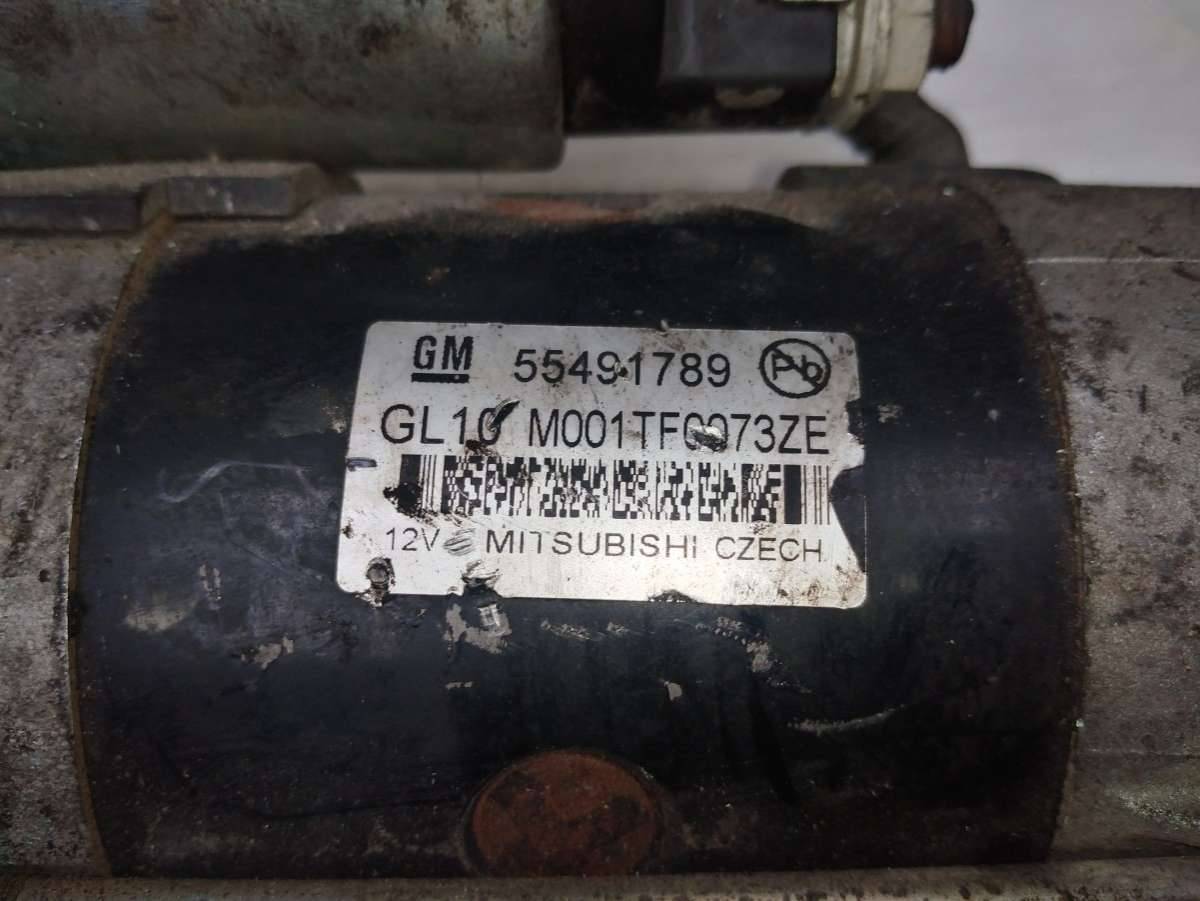 GM 55491789 Pb
GL10 M001TF0073ZE
12V MITSUBISHI CZECH